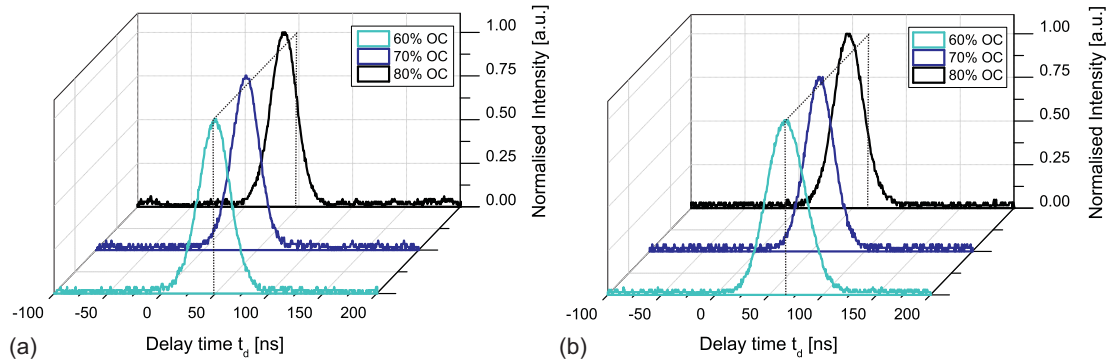 60% OC
70% OC
80% OC
1.00
0.75
0.50
0.25
0.00
Normalised Intensity [a.u.]
-100
-50
0
50
100
150
200
Delay time t_d [ns]
(a)
60% OC
70% OC
80% OC
1.00
0.75
0.50
0.25
0.00
Normalised Intensity [a.u.]
-100
-50
0
50
100
150
200
Delay time t_d [ns]
(b)